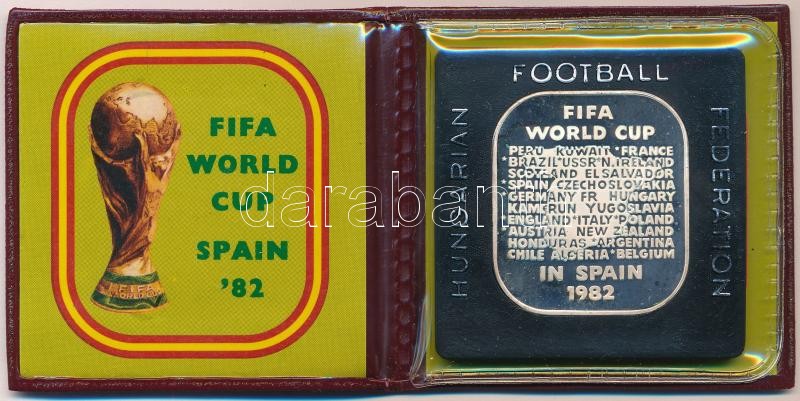 FIFA
WORLD
CUP
SPAIN
'82
FIFA
WORLD CUP
FOOTBALL
HUNGARIAN
FEDERATION
FIFA
WORLD CUP
PERU KUWAIT*FRANCE
*BRAZIL*USSR*N.IRELAND
SCOTLAND EL SALVADOR
SPAIN CZECHOSLOVAKIA
GERMANY FR HUNGARY
KAMERUN YUGOSLAVIA
ENGLAND*ITALY*POLAND
AUSTRIA NEW ZEALAND
HONDURAS *ARGENTINA
CHILE ALGERIA*BELGIUM
IN SPAIN
1982
darabanth